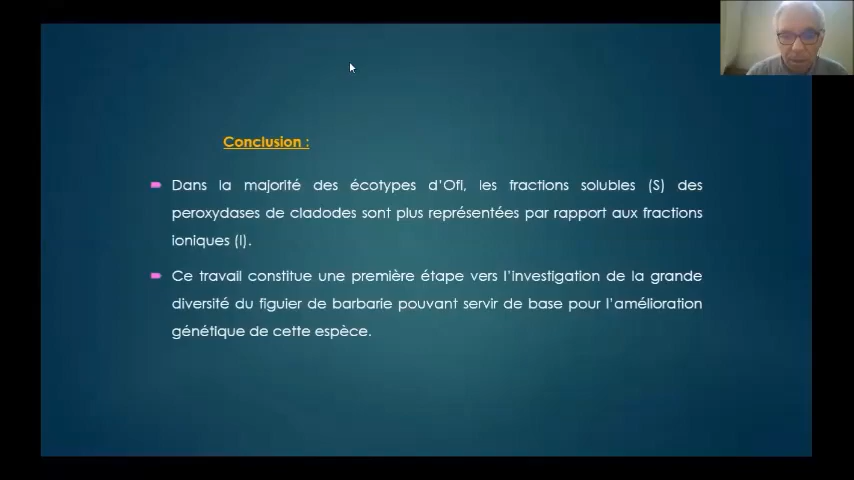 Conclusion :
Dans la majorité des écotypes d'Ofl, les fractions solubles (S) des
peroxydases de cladodes sont plus représentées par rapport aux fractions
ioniques (I).
Ce travail constitue une première étape vers l'investigation de la grande
diversité du figuier de barbarie pouvant servir de base pour l'amélioration
génétique de cette espèce.